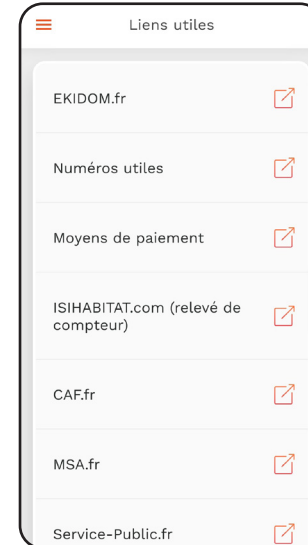 Liens utiles
EKIDOM.fr
Numéros utiles
Moyens de paiement
ISIHABITAT.com (relevé de
compteur)
CAF.fr
MSA.fr
Service-Public.fr